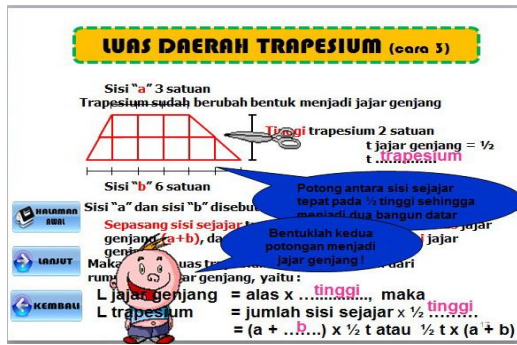 LUAS DAERAH TRAPESIUM (cara 3)
Sisi "a" 3 satuan
Trapesium sudah berubah bentuk menjadi jajar genjang
Tinggi trapesium 2 satuan
t jajar genjang = ½
t ............. trapesium
Sisi "b" 6 satuan
Potong antara sisi sejajar
tepat pada ½ tinggi sehingga
menjadi dua bangun datar
HALAMAN
AWAL
Sisi "a" dan sisi "b" disebut
Sepasang sisi sejajar
jajar
genjang (a+b), da
jajar
Bentuklah kedua
potongan menjadi
jajar genjang !
LANJUT
Maka
dari
genjang, yaitu :
KEMBALI
L jajar genjang = alas x ............, tinggi maka
L trapesium = jumlah sisi sejajar x ½ ......... tinggi
= (a + .......) b x ½ t atau ½ t x (a + b)